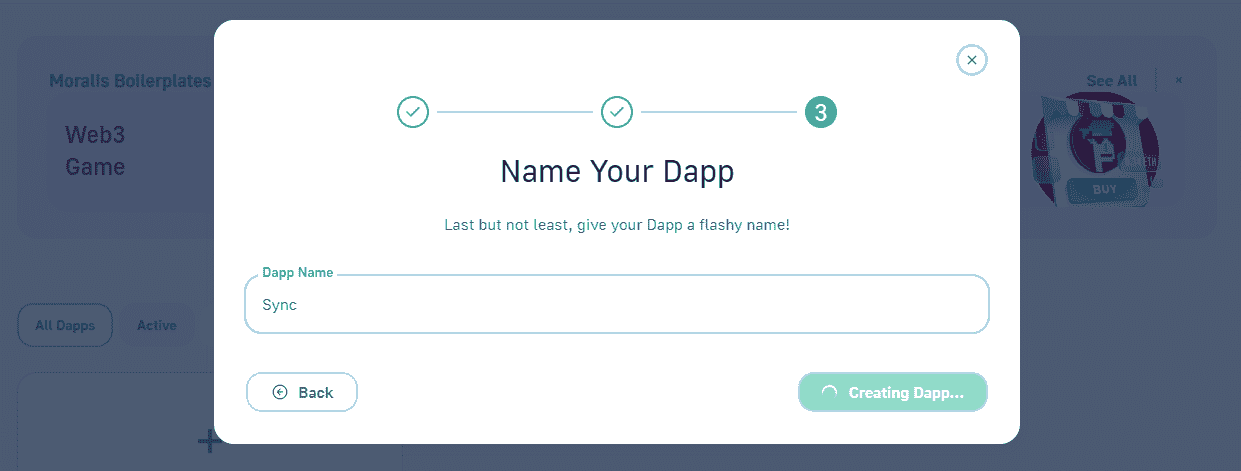 Moralis Boilerplates
See All
×
Web3
Game
ETH
BUY
3
Name Your Dapp
Last but not least, give your Dapp a flashy name!
Dapp Name
Sync
All Dapps
Active
Back
Creating Dapp...